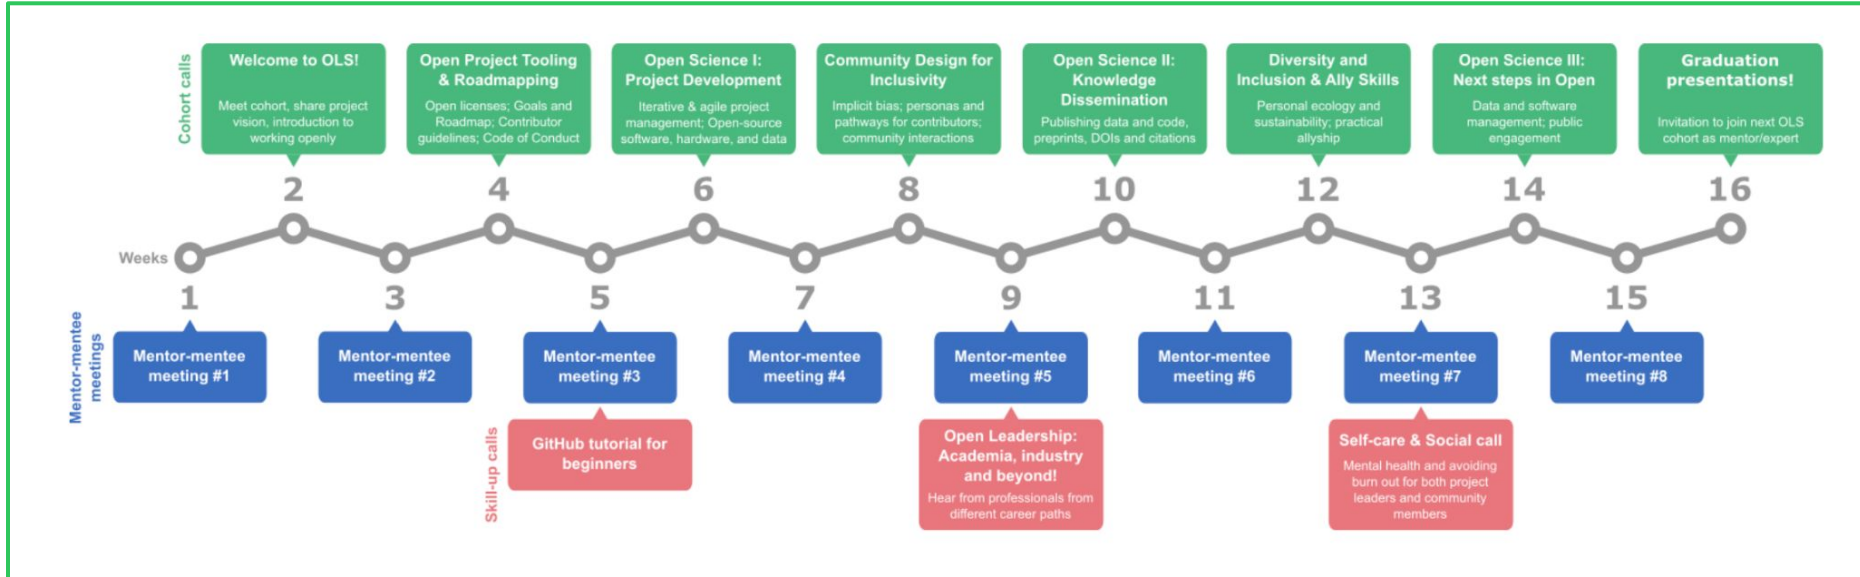 Cohort calls
Welcome to OLS!
Meet cohort, share project
vision, introduction to
working openly
Open Project Tooling
& Roadmapping
Open licenses; Goals and
Roadmap; Contributor
guidelines; Code of Conduct
Open Science I:
Project Development
Iterative & agile project
management; Open-source
software, hardware, and data
Community Design for
Inclusivity
Implicit bias; personas and
pathways for contributors;
community interactions
Open Science II:
Knowledge
Dissemination
Publishing data and code,
preprints, DOIs and citations
Diversity and
Inclusion & Ally Skills
Personal ecology and
sustainability; practical
allyship
Open Science III:
Next steps in Open
Data and software
management; public
engagement
Graduation
presentations!
Invitation to join next OLS
cohort as mentor/expert
2
4
6
8
10
12
14
16
Weeks
1
3
5
7
9
11
13
15
Mentor-mentee
meetings
Mentor-mentee
meeting #1
Mentor-mentee
meeting #2
Mentor-mentee
meeting #3
Mentor-mentee
meeting #4
Mentor-mentee
meeting #5
Mentor-mentee
meeting #6
Mentor-mentee
meeting #7
Mentor-mentee
meeting #8
Skill-up calls
GitHub tutorial for
beginners
Open Leadership:
Academia, industry
and beyond!
Hear from professionals from
different career paths
Self-care & Social call
Mental health and avoiding
burn out for both project
leaders and community
members